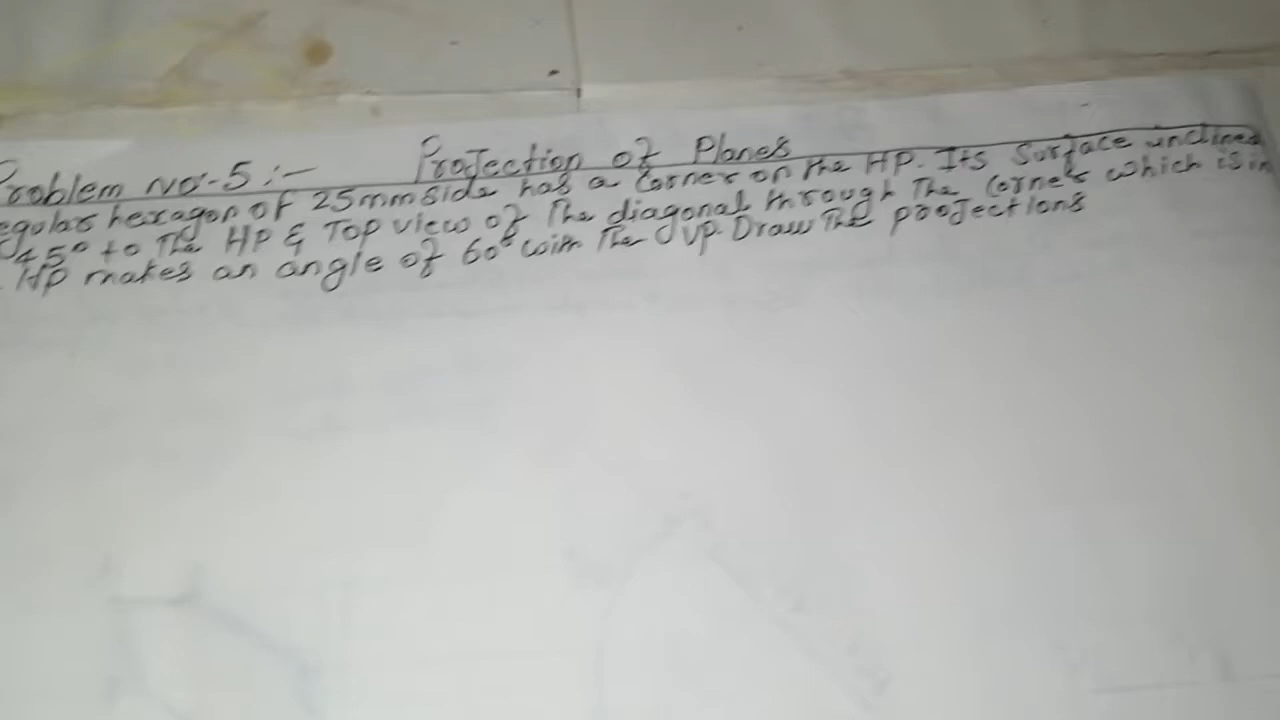 Problem No:-5:- Projection of Planes
egular hexagon of 25mm side has a Corner on the HP. Its Surface inclined
45° to The HP & Top view of The diagonal through The Corner which is in
HP makes an angle of 60° with The VP. Draw The projections